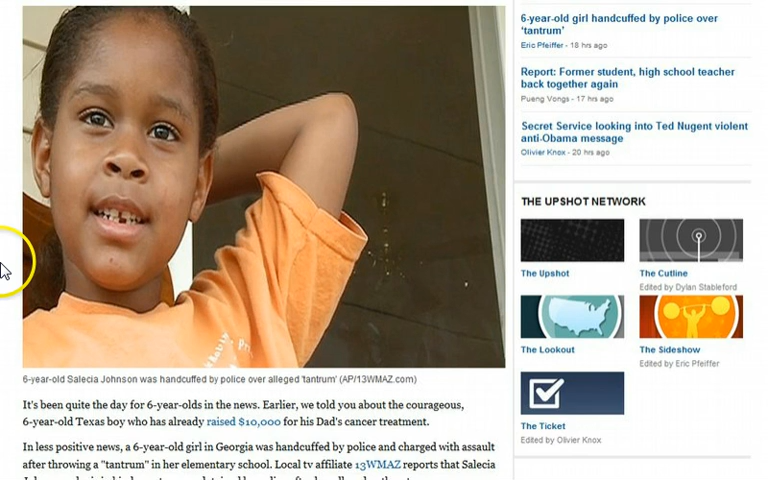 6-year-old Salecia Johnson was handcuffed by police over alleged 'tantrum' (AP/13WMAZ.com)
It's been quite the day for 6-year-olds in the news. Earlier, we told you about the courageous,
6-year-old Texas boy who has already raised $10,000 for his Dad's cancer treatment.
In less positive news, a 6-year-old girl in Georgia was handcuffed by police and charged with assault
after throwing a "tantrum" in her elementary school. Local tv affiliate 13WMAZ reports that Salecia
6-year-old girl handcuffed by police over
'tantrum'
Eric Pfeiffer - 18 hrs ago
Report: Former student, high school teacher
back together again
Pueng Vongs - 17 hrs ago
Secret Service looking into Ted Nugent violent
anti-Obama message
Olivier Knox - 20 hrs ago
THE UPSHOT NETWORK
The Upshot
The Cutline
Edited by Dylan Stableford
The Lookout
The Sideshow
Edited by Eric Pfeiffer
The Ticket
Edited by Olivier Knox